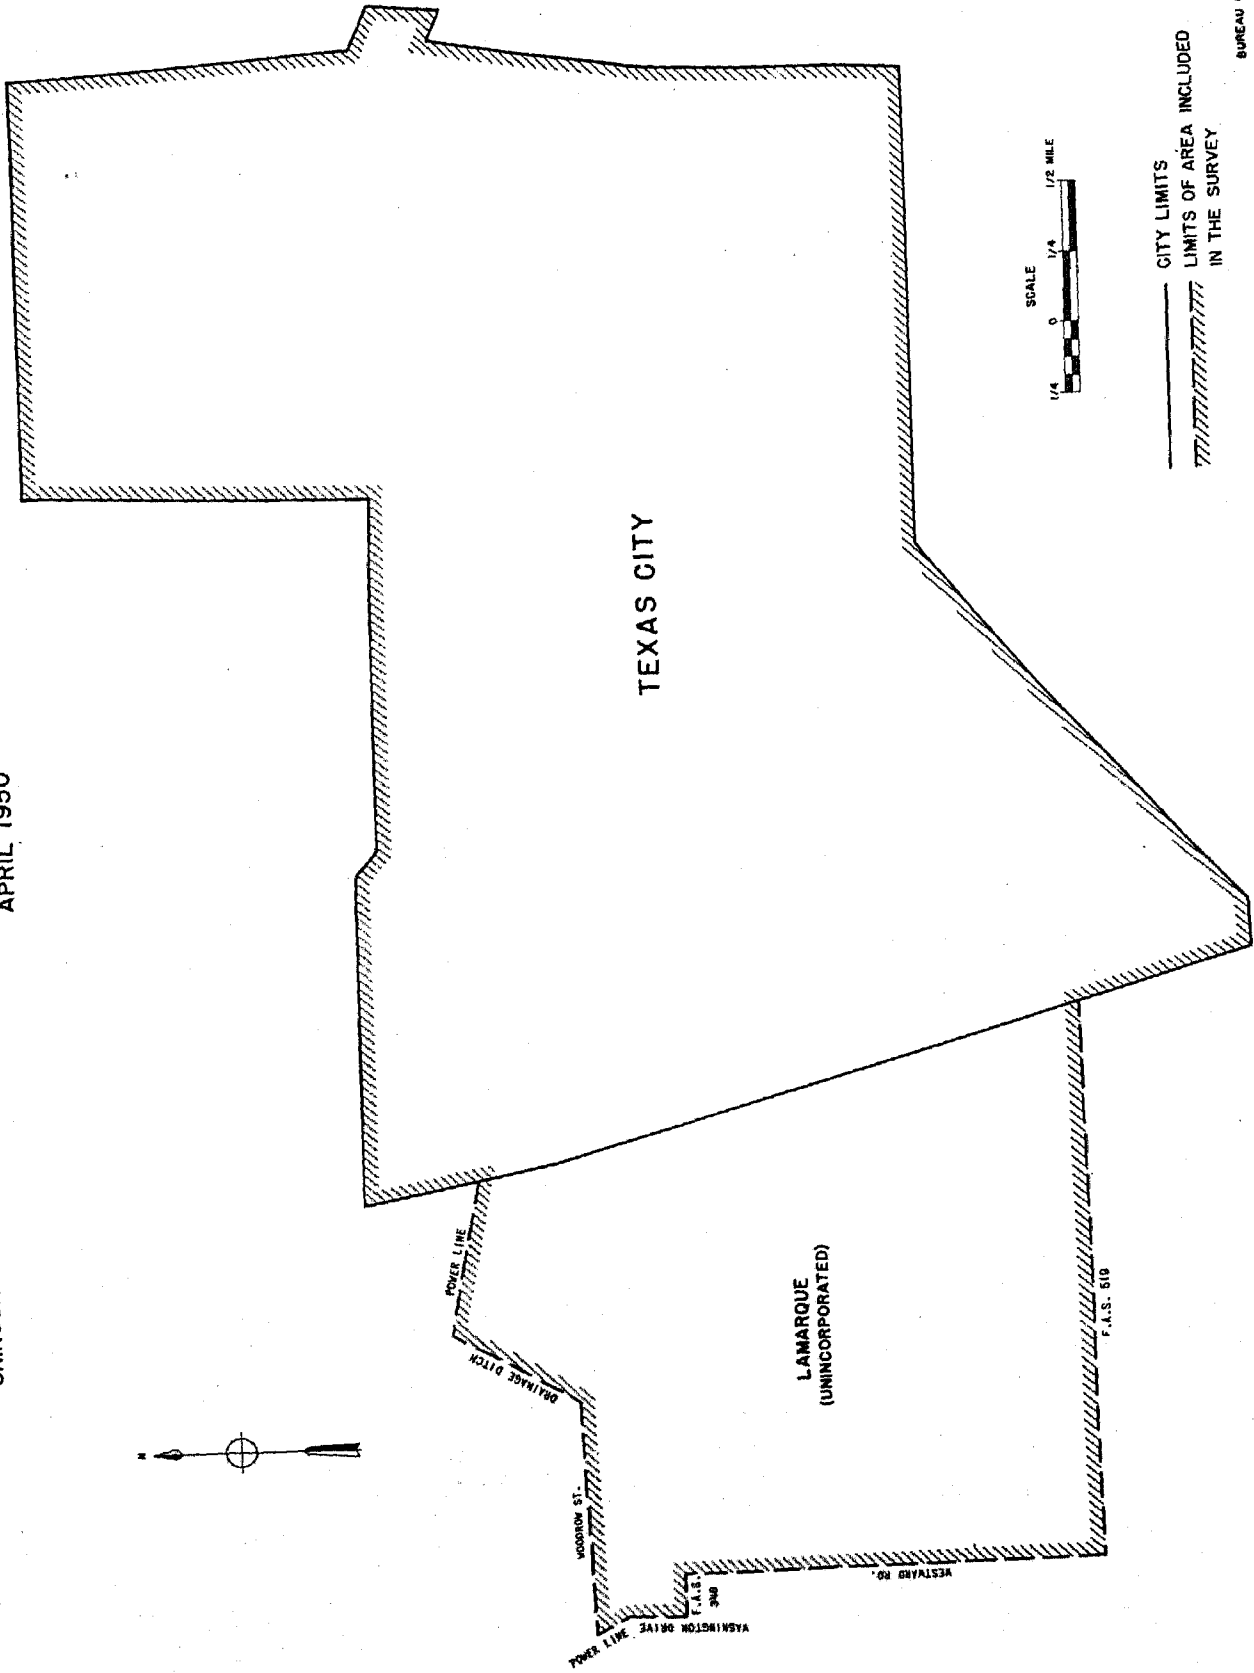 APRIL 1950
TEXAS CITY
LAMARQUE
(UNINCORPORATED)
POWER LINE
DRAINAGE DITCH
WOODROW ST.
POWER LINE
WASHINGTON DRIVE
F.A.S.
348
WESTWARD RD.
F.A.S. 519
N
SCALE
1/4 0 1/4 1/2 MILE
CITY LIMITS
LIMITS OF AREA INCLUDED
IN THE SURVEY
BUREAU